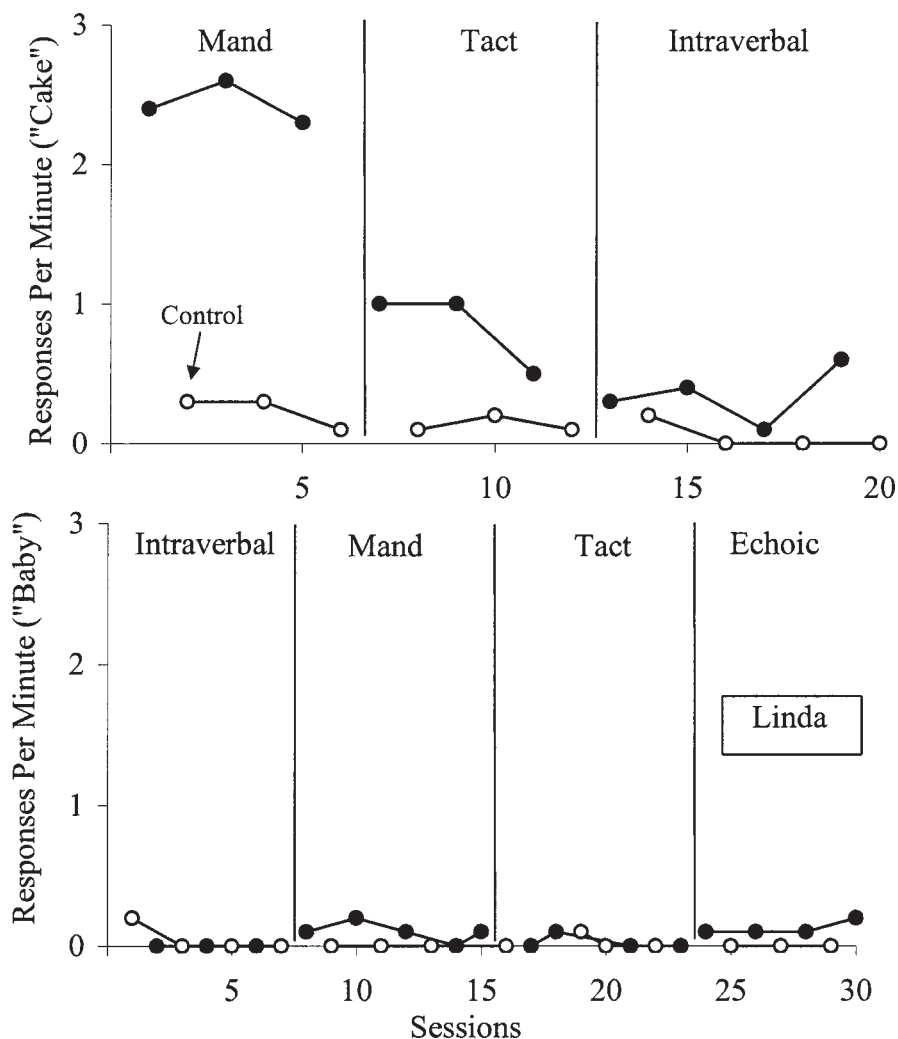 Responses Per Minute ("Cake")
3
2
1
0
Mand
Tact
Intraverbal
Control
5
10
15
20
Responses Per Minute ("Baby")
3
2
1
0
Intraverbal
Mand
Tact
Echoic
Linda
5
10
15
20
25
30
Sessions